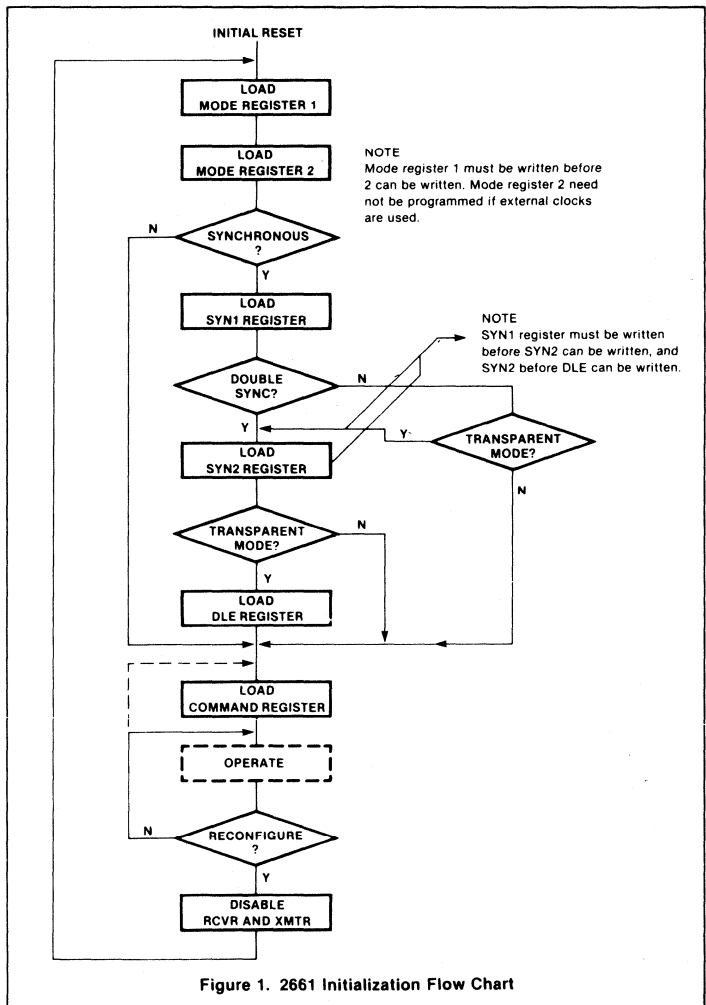 INITIAL RESET
LOAD
MODE REGISTER 1
LOAD
MODE REGISTER 2
NOTE
Mode register 1 must be written before
2 can be written. Mode register 2 need
not be programmed if external clocks
are used.
N
SYNCHRONOUS
?
Y
LOAD
SYN1 REGISTER
NOTE
SYN1 register must be written
before SYN2 can be written, and
SYN2 before DLE can be written.
DOUBLE
SYNC?
N
Y
Y
TRANSPARENT
MODE?
LOAD
SYN2 REGISTER
N
TRANSPARENT
MODE?
N
Y
LOAD
DLE REGISTER
LOAD
COMMAND REGISTER
OPERATE
N
RECONFIGURE
?
Y
DISABLE
RCVR AND XMTR
Figure 1. 2661 Initialization Flow Chart